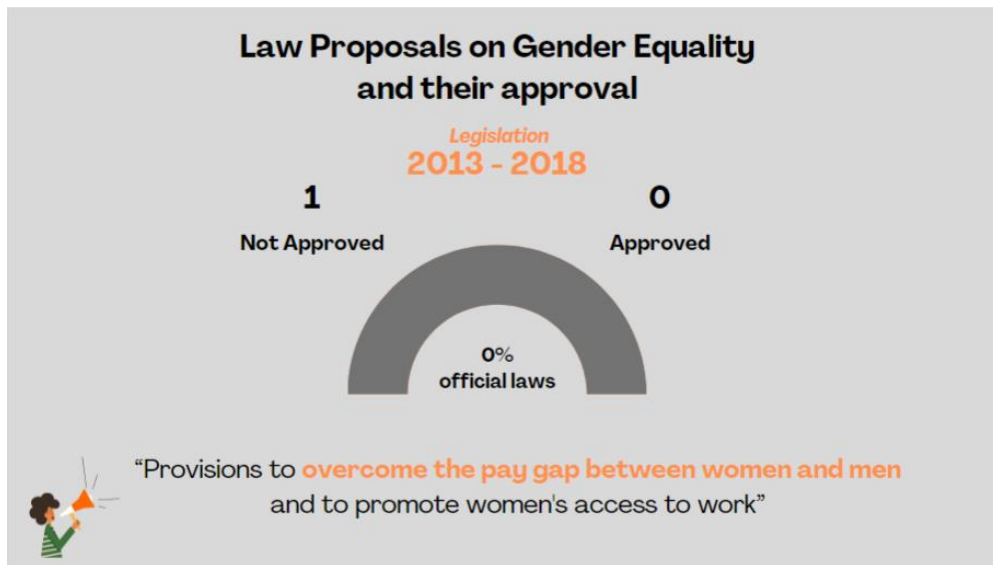 Law Proposals on Gender Equality
and their approval
Legislation
2013 - 2018
1
Not Approved
0
Approved
0%
official laws
“Provisions to overcome the pay gap between women and men
and to promote women's access to work”